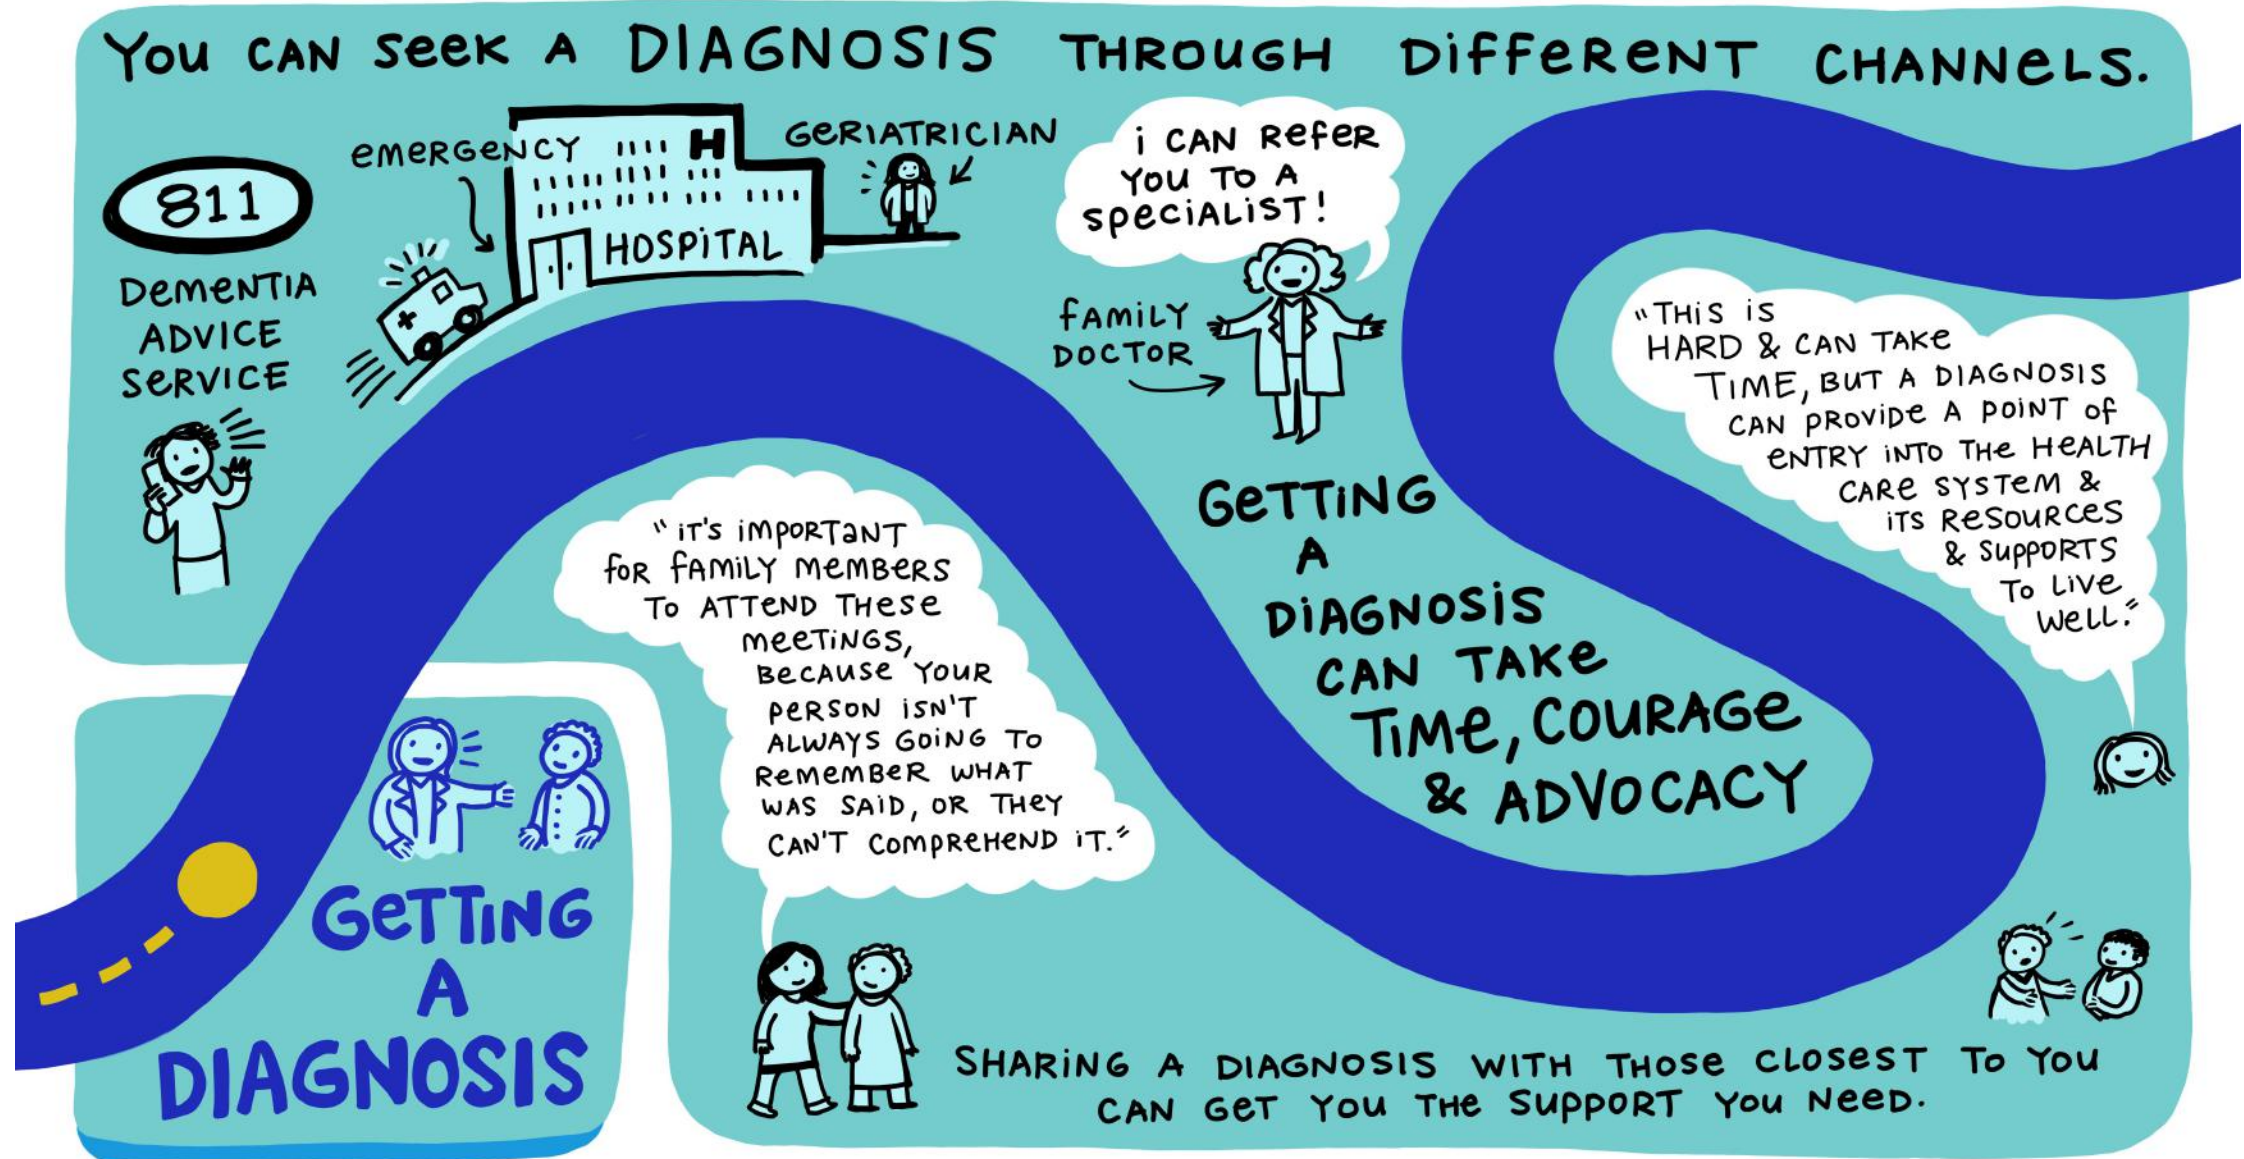 YOU CAN SEEK A DIAGNOSIS THROUGH DIFFERENT CHANNELS.
811
DEMENTIA
ADVICE
SERVICE
EMERGENCY
H
HOSPITAL
GERIATRICIAN
I CAN REFER
YOU TO A
SPECIALIST!
FAMILY
DOCTOR
"THIS IS
HARD & CAN TAKE
TIME, BUT A DIAGNOSIS
CAN PROVIDE A POINT OF
ENTRY INTO THE HEALTH
CARE SYSTEM &
ITS RESOURCES
& SUPPORTS
TO LIVE
WELL."
"IT'S IMPORTANT
FOR FAMILY MEMBERS
TO ATTEND THESE
MEETINGS,
BECAUSE YOUR
PERSON ISN'T
ALWAYS GOING TO
REMEMBER WHAT
WAS SAID, OR THEY
CAN'T COMPREHEND IT."
GETTING
A
DIAGNOSIS
CAN TAKE
TIME, COURAGE
& ADVOCACY
GETTING
A
DIAGNOSIS
SHARING A DIAGNOSIS WITH THOSE CLOSEST TO YOU
CAN GET YOU THE SUPPORT YOU NEED.